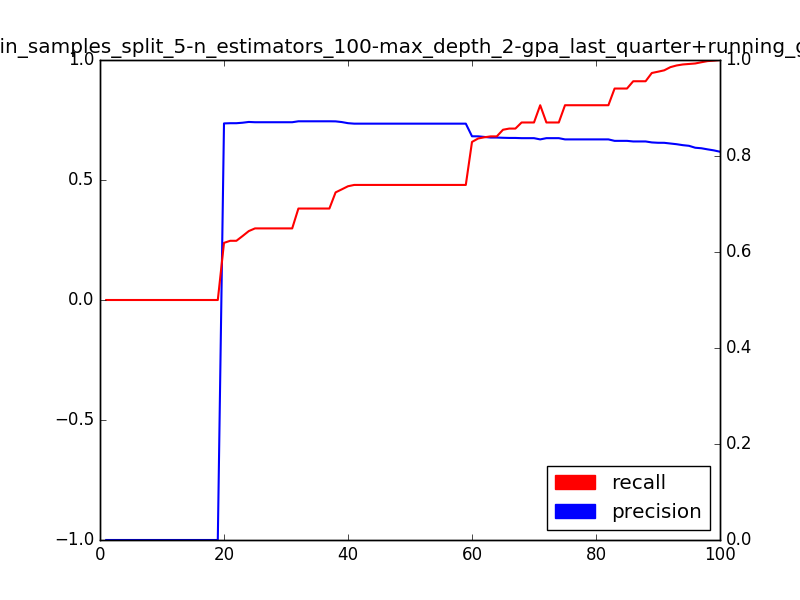 in_samples_split_5-n_estimators_100-max_depth_2-gpa_last_quarter+running_g
1.0
0.5
0.0
−0.5
−1.0
1.0
0.8
0.6
0.4
0.2
0.0
recall
precision
0 20 40 60 80 100